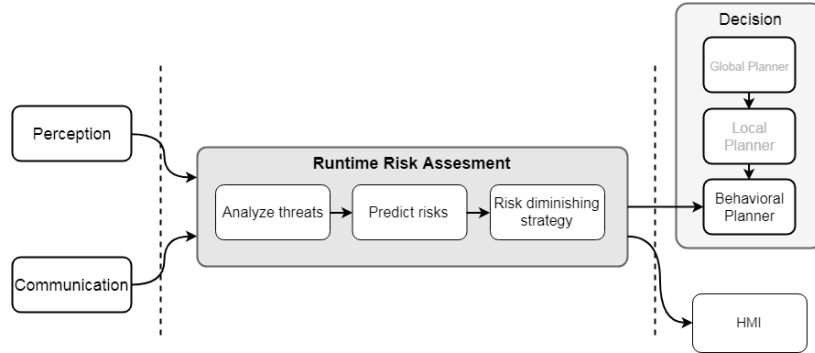 Decision
Global Planner
Local
Planner
Behavioral
Planner
Perception
Communication
Runtime Risk Assesment
Analyze threats
Predict risks
Risk diminishing
strategy
HMI